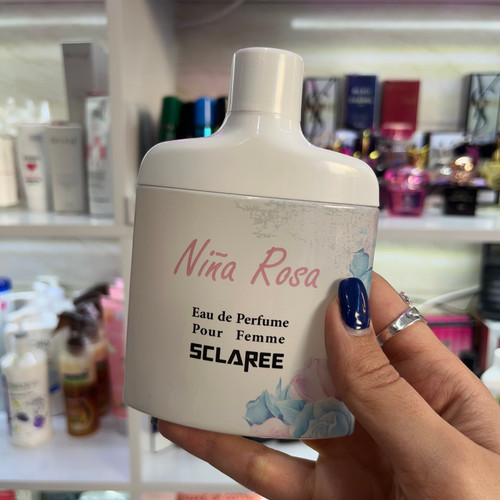 Niña Rosa
Eau de Perfume
Pour Femme
SCLAREE